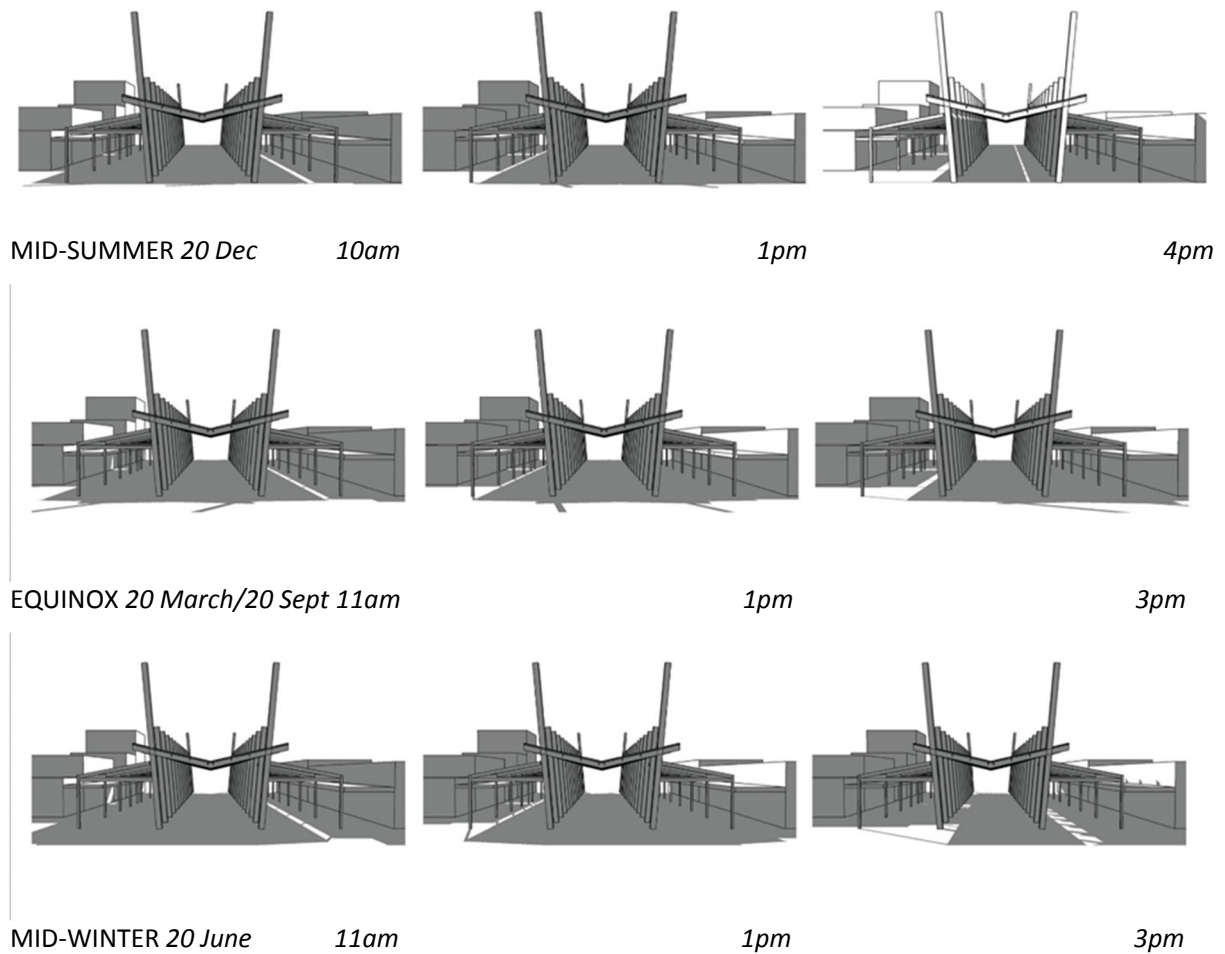 MID-SUMMER 20 Dec 10am 1pm 4pm
EQUINOX 20 March/20 Sept 11am 1pm 3pm
MID-WINTER 20 June 11am 1pm 3pm